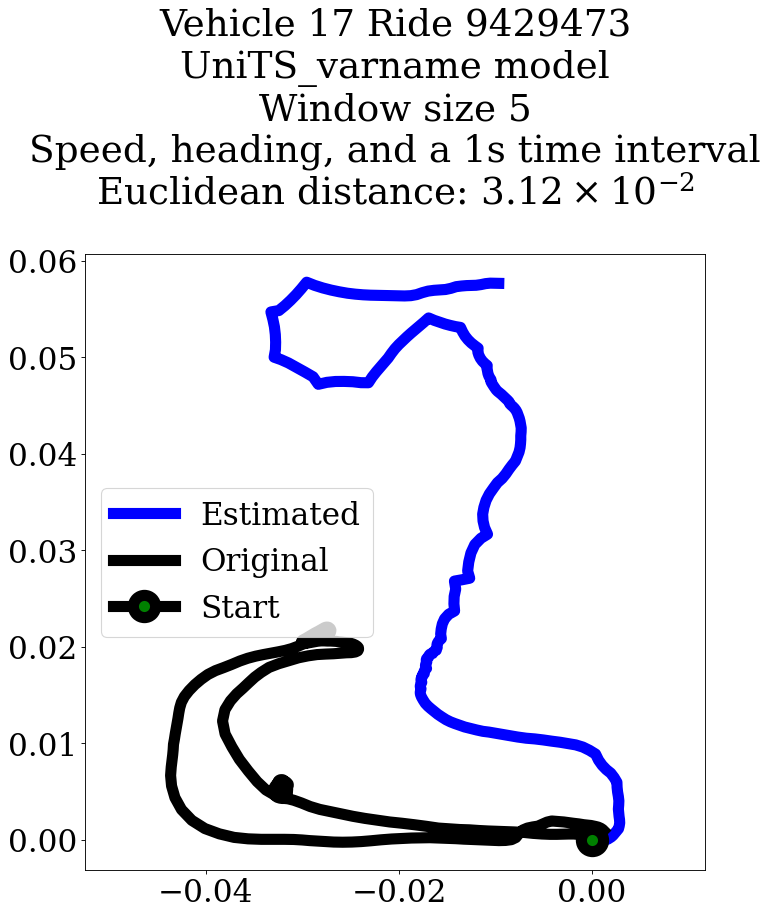 Vehicle 17 Ride 9429473
UniTS_varname model
Window size 5
Speed, heading, and a 1s time interval
Euclidean distance: 3.12 × 10⁻²
0.06
0.05
0.04
0.03
0.02
0.01
0.00
Estimated
Original
Start
−0.04 −0.02 0.00